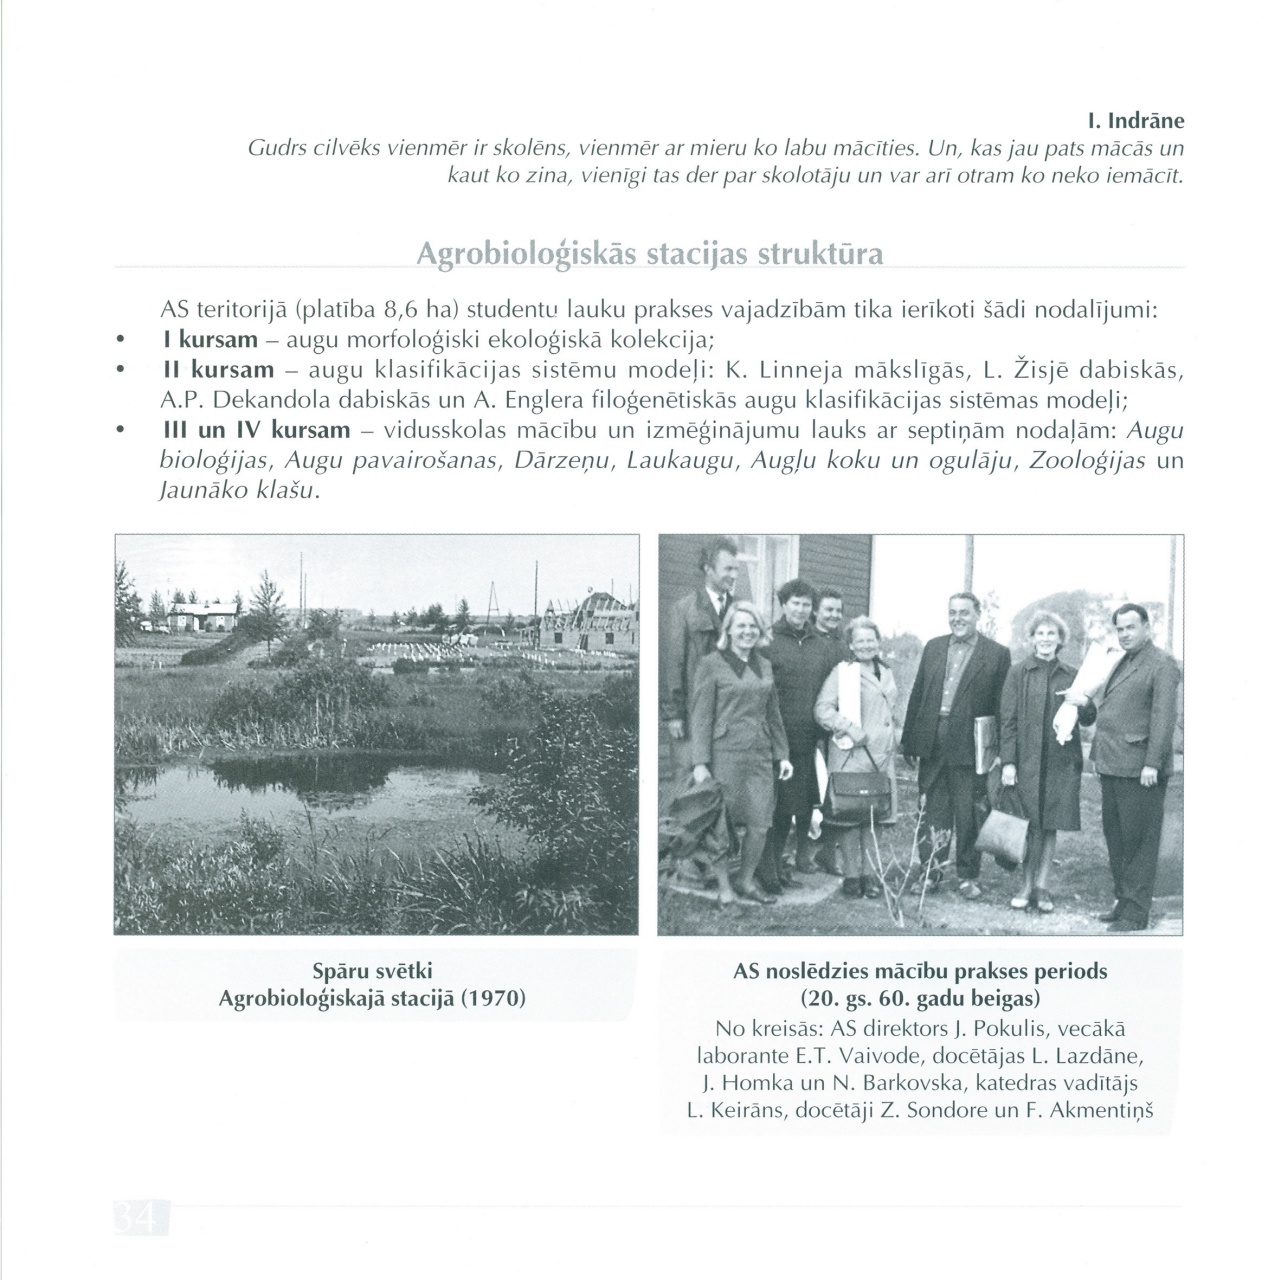 I. Indrāne
Gudrs cilvēks vienmēr ir skolēns, vienmēr ar mieru ko labu mācīties. Un, kas jau pats mācās un
kaut ko zina, vienīgi tas der par skolotāju un var arī otram ko neko iemācīt.
Agrobioloģiskās stacijas struktūra
AS teritorijā (platība 8,6 ha) studentu lauku prakses vajadzībām tika ierīkoti šādi nodalījumi:
• I kursam – augu morfoloģiski ekoloģiskā kolekcija;
• II kursam – augu klasifikācijas sistēmu modeļi: K. Linneja mākslīgās, L. Žisjē dabiskās,
A.P. Dekandola dabiskās un A. Englera filoģenētiskās augu klasifikācijas sistēmas modeļi;
• III un IV kursam – vidusskolas mācību un izmēģinājumu lauks ar septiņām nodaļām: Augu
bioloģijas, Augu pavairošanas, Dārzeņu, Laukaugu, Augļu koku un ogulāju, Zooloģijas un
Jaunāko klašu.
Spāru svētki
Agrobioloģiskajā stacijā (1970)
AS noslēdzies mācību prakses periods
(20. gs. 60. gadu beigas)
No kreisās: AS direktors J. Pokulis, vecākā
laborante E.T. Vaivode, docētājas L. Lazdāne,
J. Homka un N. Barkovska, katedras vadītājs
L. Keirāns, docētāji Z. Sondore un F. Akmentiņš
34